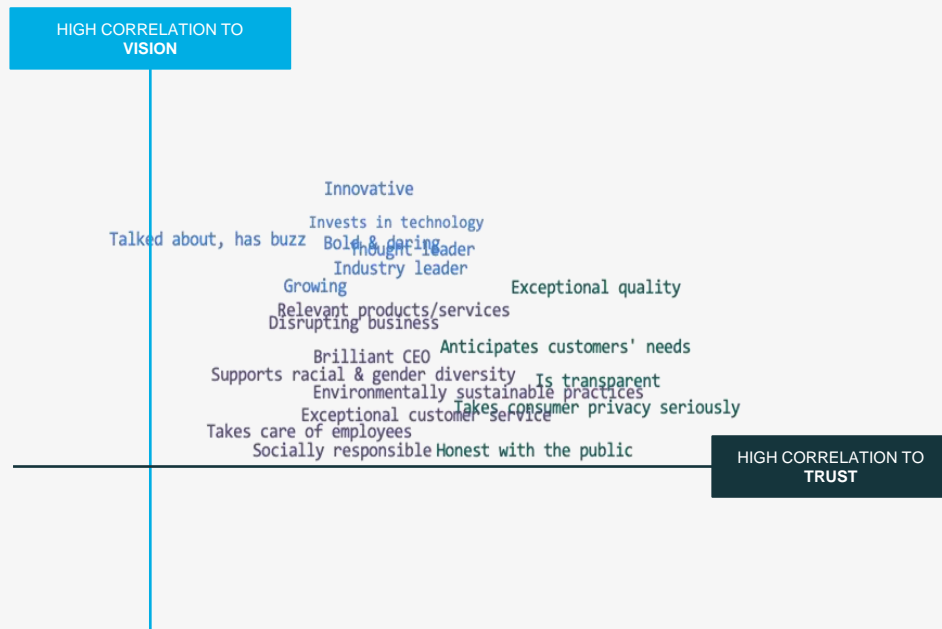 HIGH CORRELATION TO
VISION
Innovative
Invests in technology
Talked about, has buzz
Bold & daring
Thought leader
Industry leader
Growing
Exceptional quality
Relevant products/services
Disrupting business
Anticipates customers' needs
Brilliant CEO
Supports racial & gender diversity
Is transparent
Environmentally sustainable practices
Takes consumer privacy seriously
Exceptional customer service
Takes care of employees
Socially responsible
Honest with the public
HIGH CORRELATION TO
TRUST